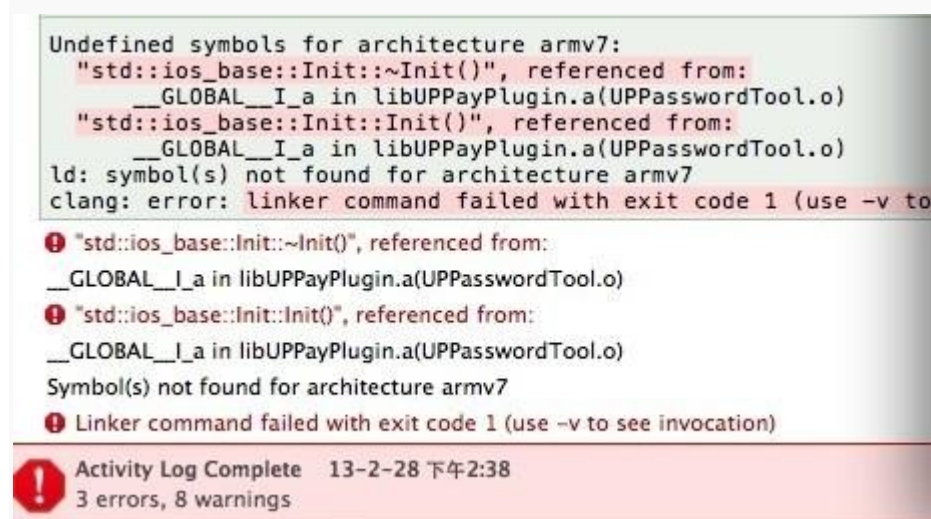 Undefined symbols for architecture armv7:
"std::ios_base::Init::~Init()", referenced from:
__GLOBAL__I_a in libUPPayPlugin.a(UPPasswordTool.o)
"std::ios_base::Init::Init()", referenced from:
__GLOBAL__I_a in libUPPayPlugin.a(UPPasswordTool.o)
ld: symbol(s) not found for architecture armv7
clang: error: linker command failed with exit code 1 (use -v to
"std::ios_base::Init::~Init()", referenced from:
__GLOBAL__I_a in libUPPayPlugin.a(UPPasswordTool.o)
"std::ios_base::Init::Init()", referenced from:
__GLOBAL__I_a in libUPPayPlugin.a(UPPasswordTool.o)
Symbol(s) not found for architecture armv7
Linker command failed with exit code 1 (use -v to see invocation)
Activity Log Complete 13-2-28 下午2:38
3 errors, 8 warnings